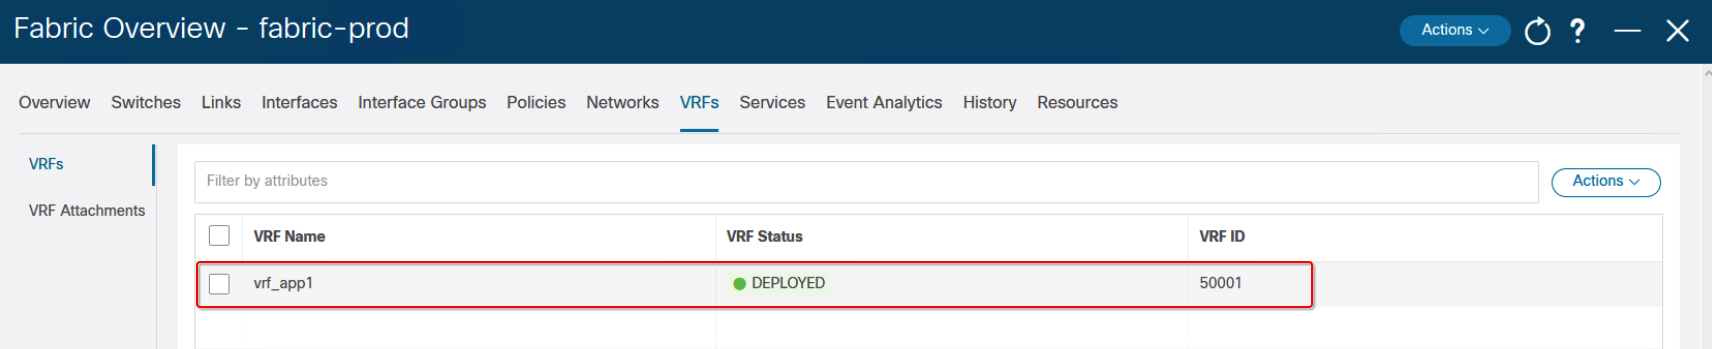 Fabric Overview - fabric-prod
Actions
?
Overview Switches Links Interfaces Interface Groups Policies Networks VRFs Services Event Analytics History Resources
VRFs
VRF Attachments
Filter by attributes
Actions
VRF Name VRF Status VRF ID
vrf_app1 DEPLOYED 50001